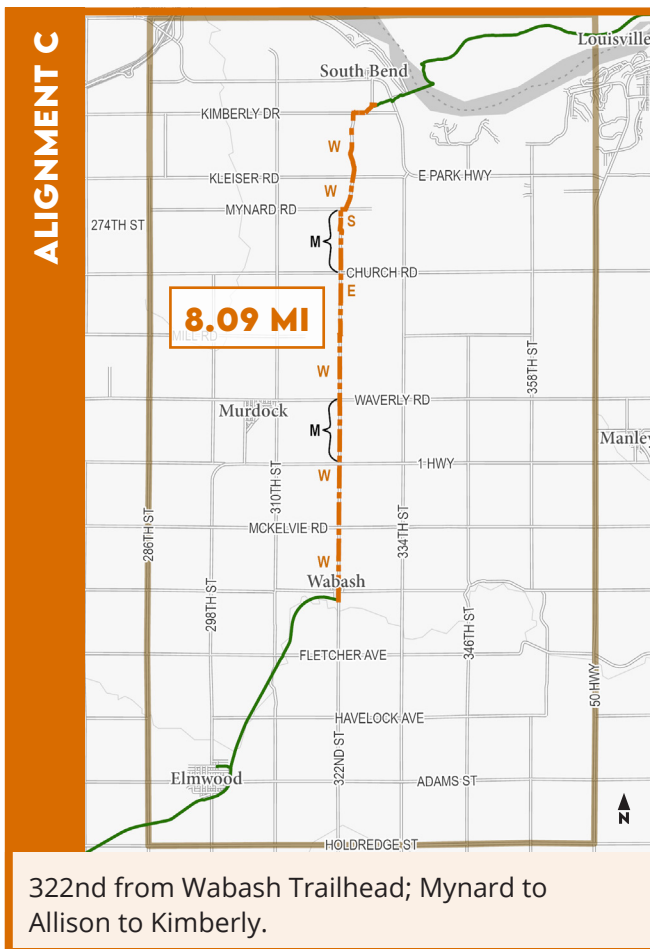 ALIGNMENT C
Louisville
South Bend
KIMBERLY DR
W
KLEISER RD
E PARK HWY
W
MYNARD RD
S
274TH ST
M
CHURCH RD
E
8.09 MI
MILL RD
W
358TH ST
WAVERLY RD
Murdock
M
Manley
1 HWY
W
310TH ST
286TH ST
MCKELVIE RD
334TH ST
W
Wabash
298TH ST
346TH ST
FLETCHER AVE
50 HWY
HAVELOCK AVE
322ND ST
Elmwood
ADAMS ST
N
HOLDREDGE ST
322nd from Wabash Trailhead; Mynard to
Allison to Kimberly.